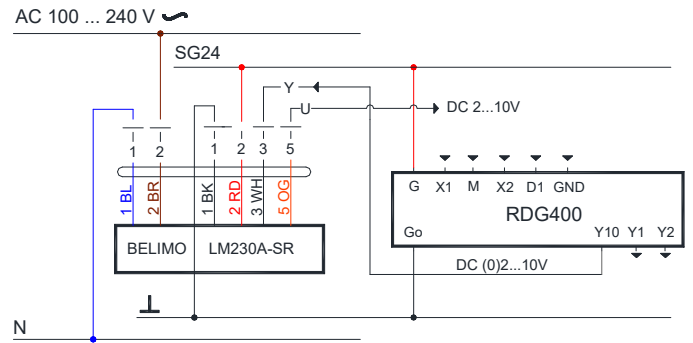 AC 100 ... 240 V
SG24
Y
U
DC 2...10V
1 2 1 2 3 5
1 BL
2 BR
1 BK
2 RD
3 WH
5 OG
G X1 M X2 D1 GND
RDG400
Go Y10 Y1 Y2
BELIMO LM230A-SR
DC (0)2...10V
N